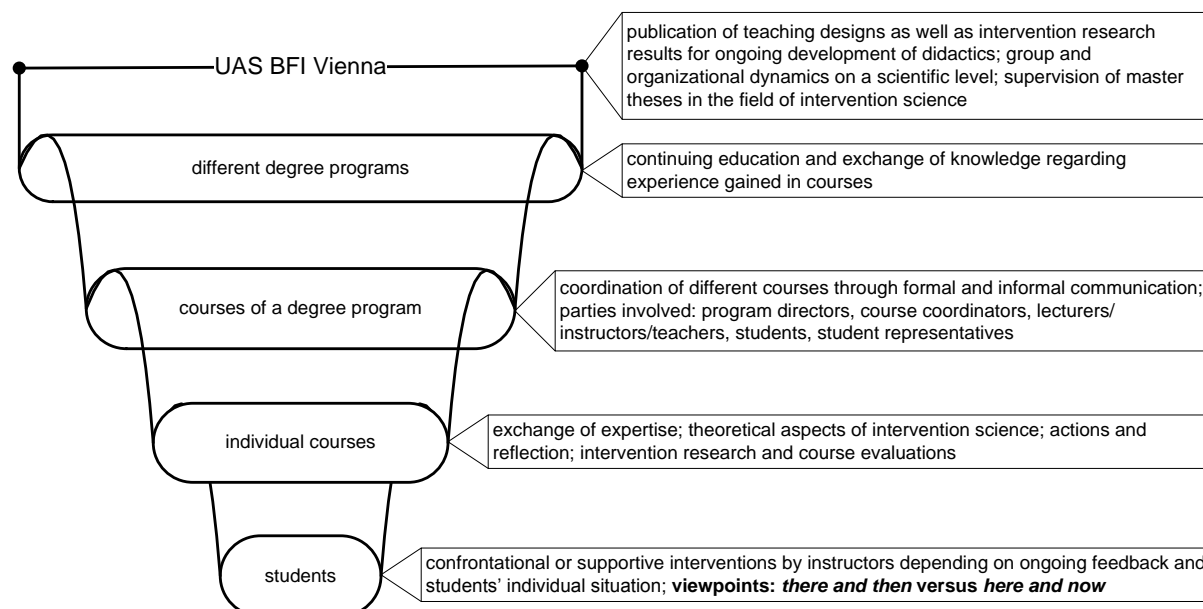 UAS BFI Vienna
publication of teaching designs as well as intervention research
results for ongoing development of didactics; group and
organizational dynamics on a scientific level; supervision of master
theses in the field of intervention science
different degree programs
continuing education and exchange of knowledge regarding
experience gained in courses
courses of a degree program
coordination of different courses through formal and informal communication;
parties involved: program directors, course coordinators, lecturers/
instructors/teachers, students, student representatives
individual courses
exchange of expertise; theoretical aspects of intervention science; actions and
reflection; intervention research and course evaluations
students
confrontational or supportive interventions by instructors depending on ongoing feedback and
students’ individual situation; viewpoints: there and then versus here and now